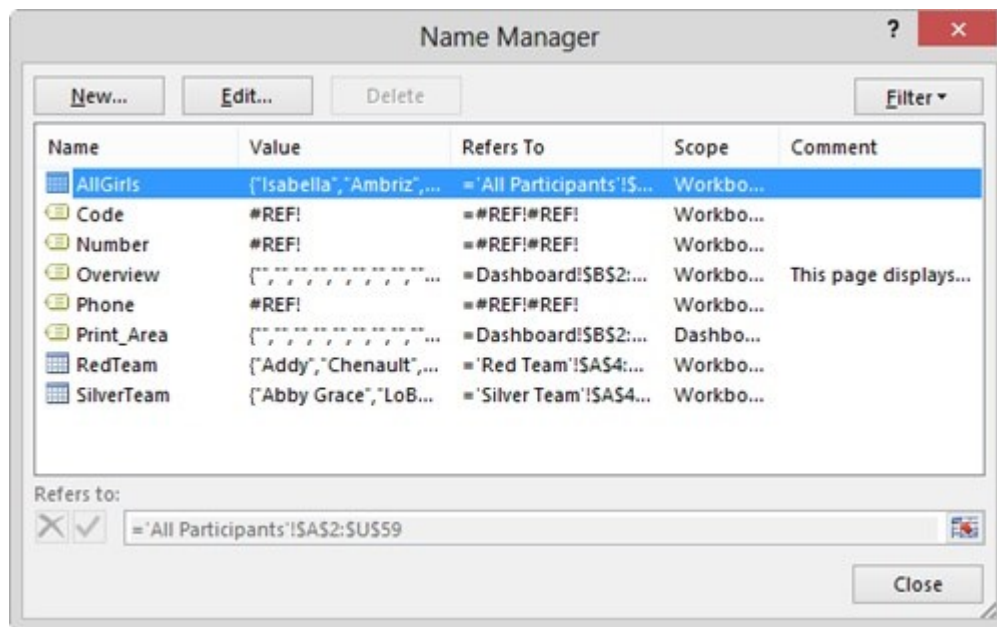 Name Manager
? ×
New... Edit... Delete Filter
Name Value Refers To Scope Comment
AllGirls {"Isabella","Ambriz",... ='All Participants'!$... Workbo...
Code #REF! =#REF!#REF! Workbo...
Number #REF! =#REF!#REF! Workbo...
Overview {"","","","","","","","","... =Dashboard!$B$2:... Workbo... This page displays...
Phone #REF! =#REF!#REF! Workbo...
Print_Area {"","","","","","","","","... =Dashboard!$B$2:... Dashbo...
RedTeam {"Addy","Chenault",... ='Red Team'!$A$4:... Workbo...
SilverTeam {"Abby Grace","LoB... ='Silver Team'!$A$4... Workbo...
Refers to:
='All Participants'!$A$2:$U$59
Close